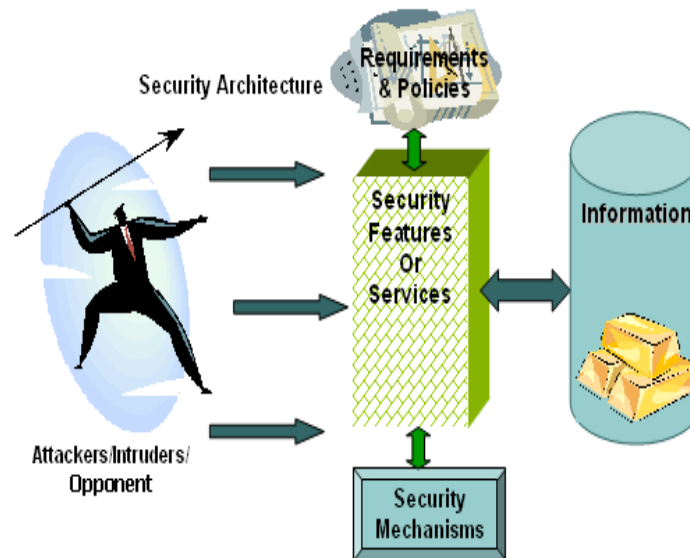 Security Architecture
Requirements
& Policies
Security
Features
Or
Services
Information
Attackers/Intruders/
Opponent
Security
Mechanisms